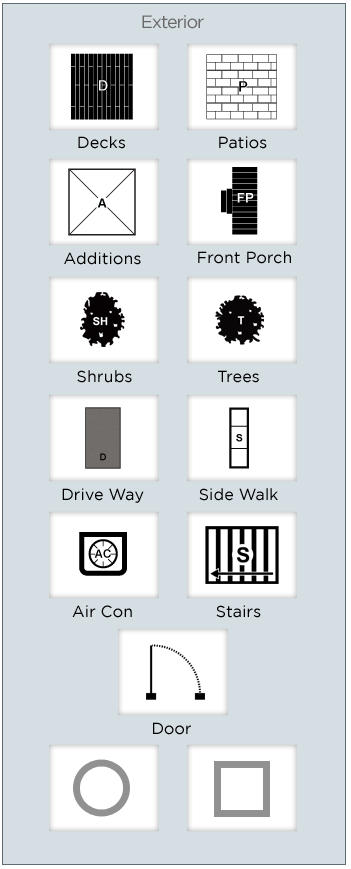 Exterior
D
P
Decks
Patios
A
FP
Additions
Front Porch
SH
T
Shrubs
Trees
D
S
Drive Way
Side Walk
AC
S
Air Con
Stairs
Door